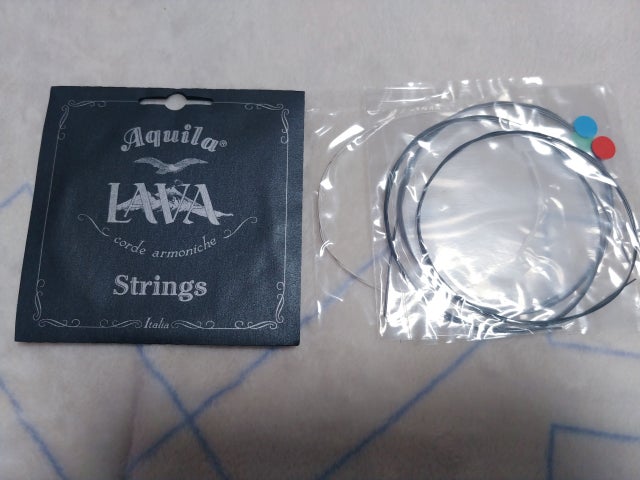 Aquila®
LAVA
corde armoniche
Strings
Italia